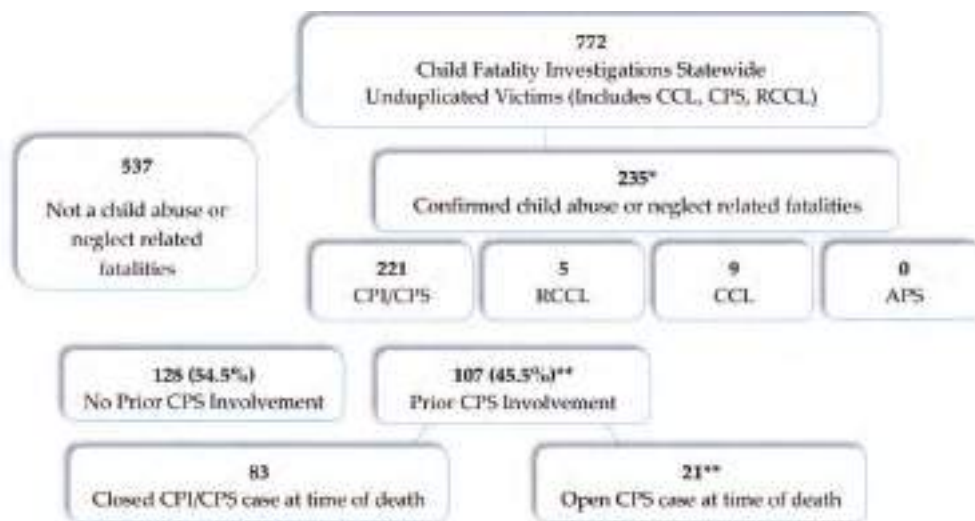 772
Child Fatality Investigations Statewide
Unduplicated Victims (Includes CCL, CPS, RCCL)
537
Not a child abuse or
neglect related
fatalities
235*
Confirmed child abuse or neglect related fatalities
221
CPI/CPS
5
RCCL
9
CCL
0
APS
128 (54.5%)
No Prior CPS Involvement
107 (45.5%)**
Prior CPS Involvement
83
Closed CPI/CPS case at time of death
21**
Open CPS case at time of death